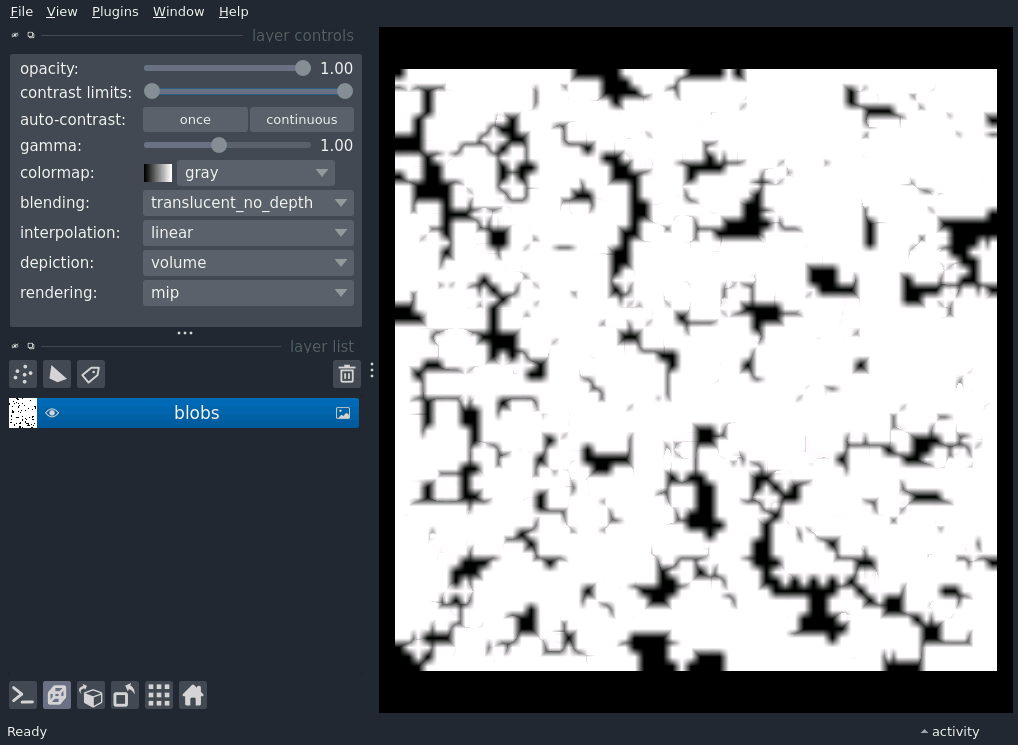 File View Plugins Window Help
layer controls
opacity: 1.00
contrast limits:
auto-contrast: once continuous
gamma: 1.00
colormap: gray
blending: translucent_no_depth
interpolation: linear
depiction: volume
rendering: mip
layer list
blobs
Ready activity